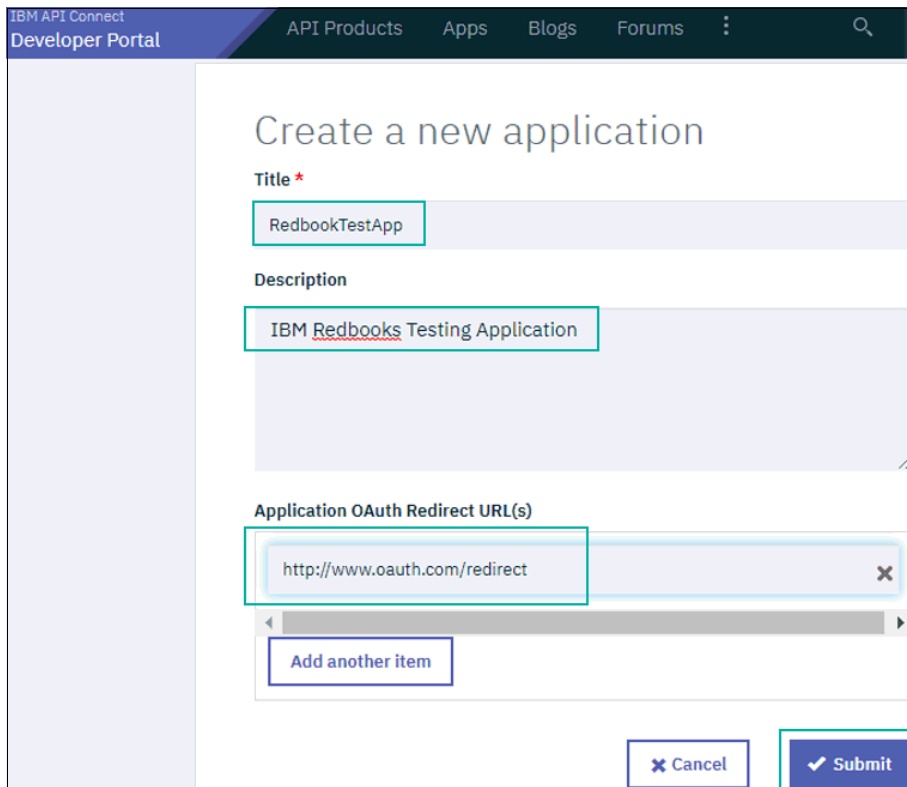 IBM API Connect
Developer Portal
API Products Apps Blogs Forums
Create a new application
Title *
RedbookTestApp
Description
IBM Redbooks Testing Application
Application OAuth Redirect URL(s)
http://www.oauth.com/redirect
Add another item
Cancel Submit